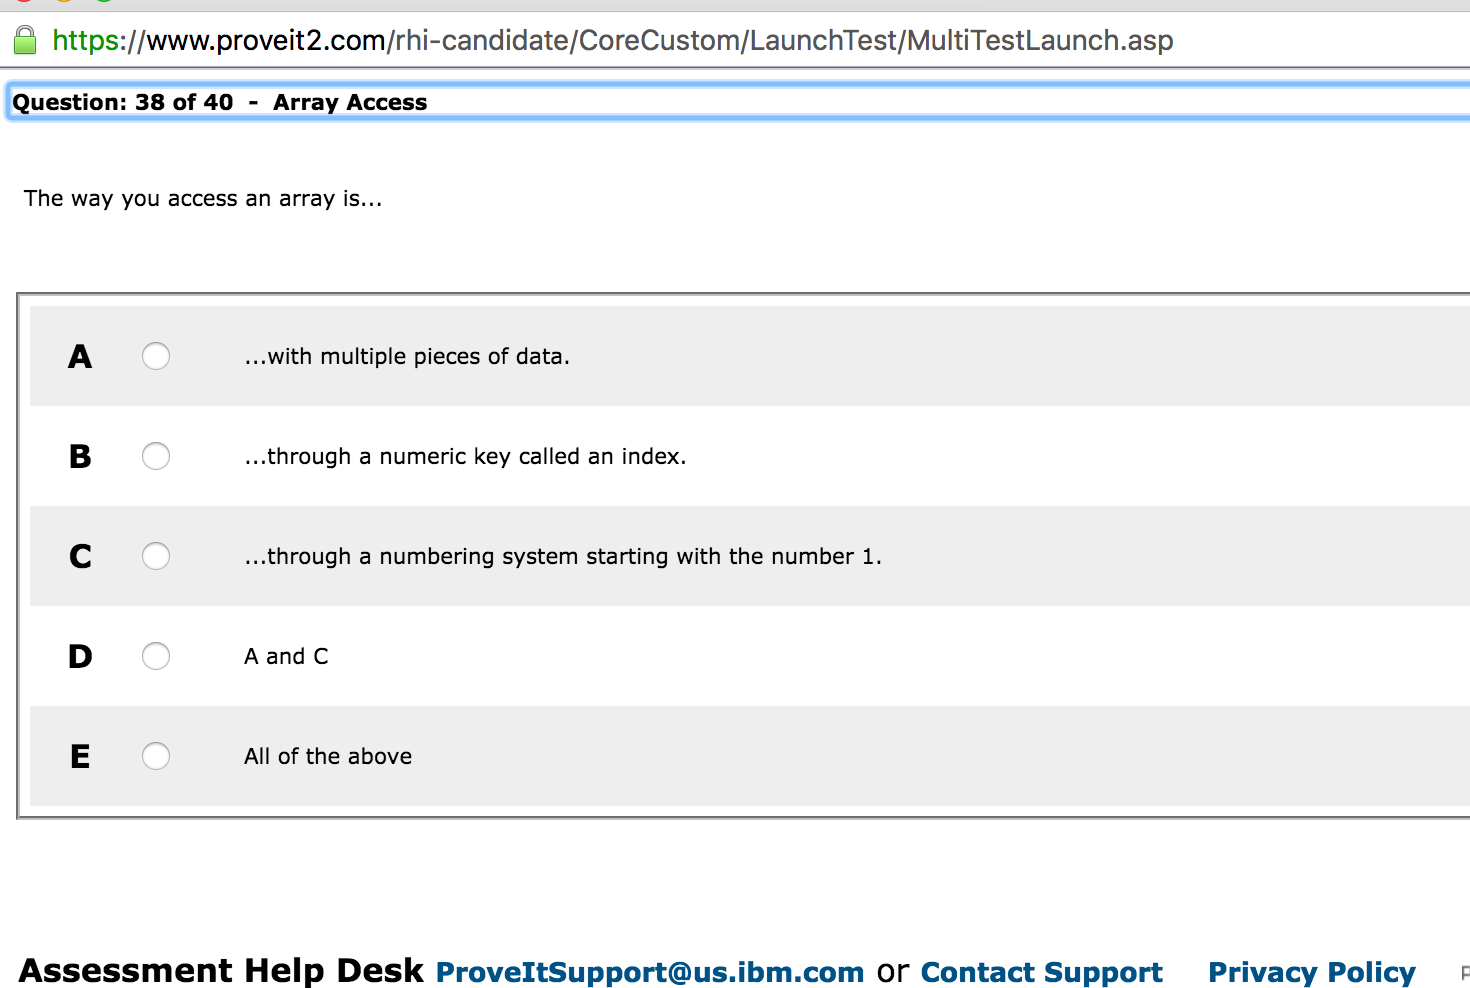 https://www.proveit2.com/rhi-candidate/CoreCustom/LaunchTest/MultiTestLaunch.asp
Question: 38 of 40 - Array Access
The way you access an array is...
A ...with multiple pieces of data.
B ...through a numeric key called an index.
C ...through a numbering system starting with the number 1.
D A and C
E All of the above
Assessment Help Desk ProveItSupport@us.ibm.com or Contact Support Privacy Policy